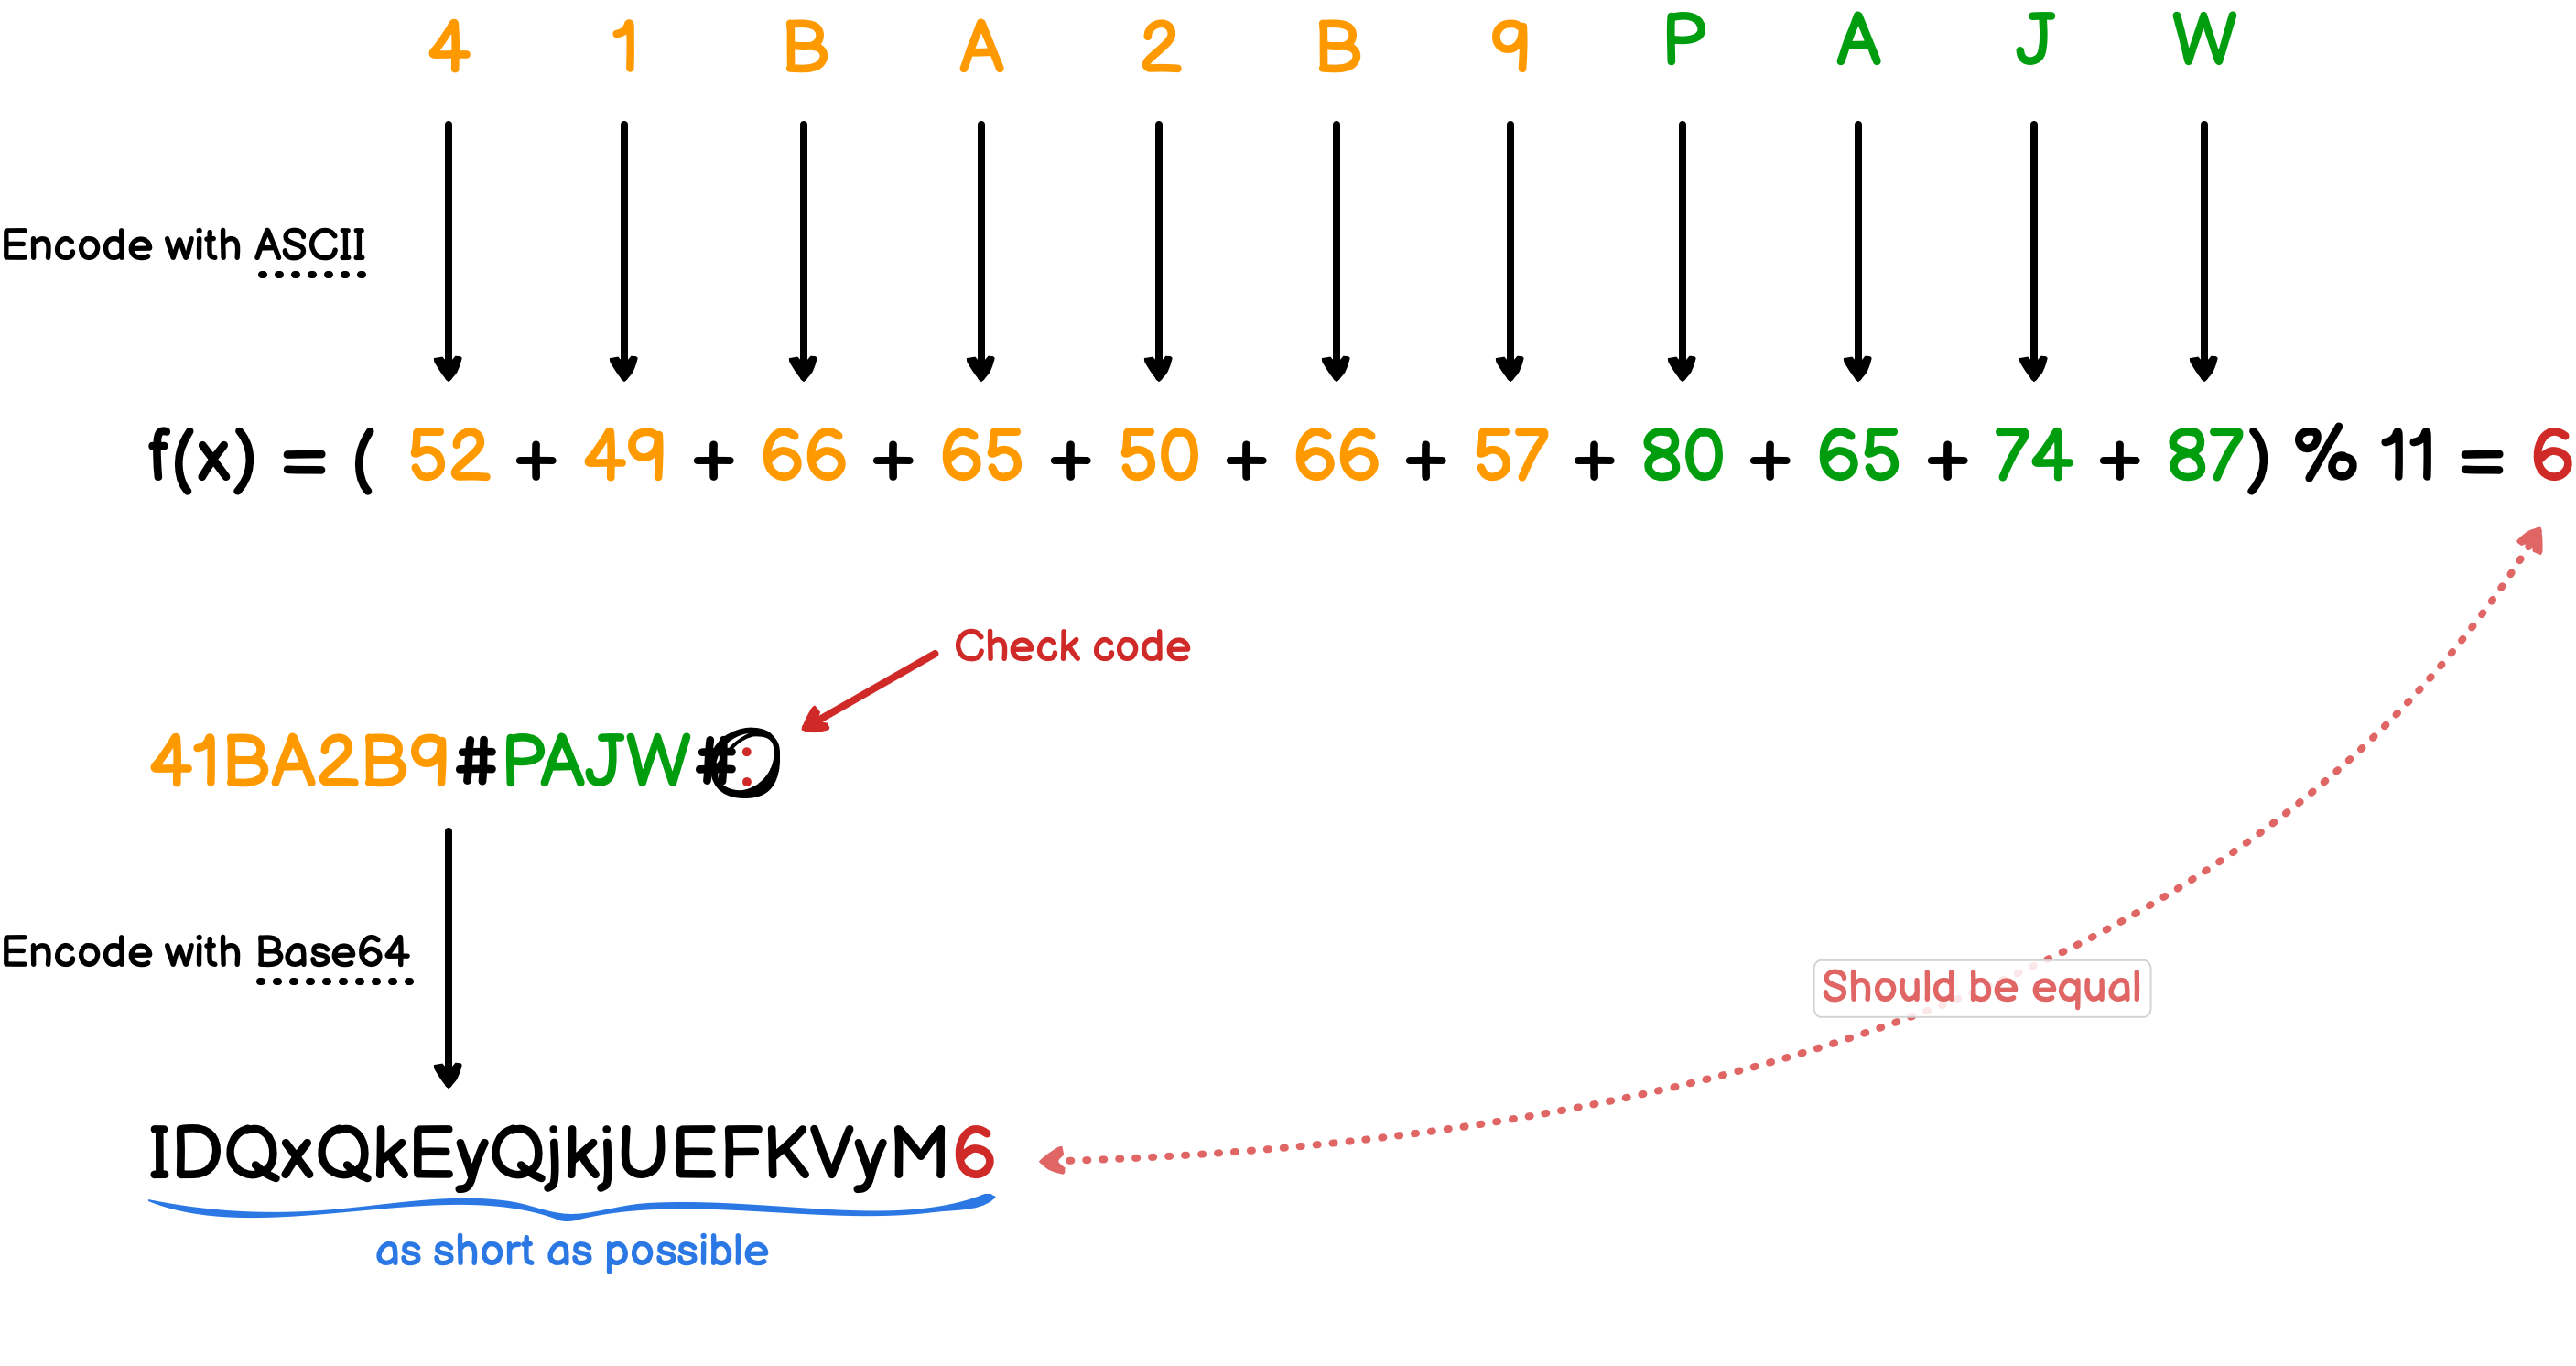 4 1 B A 2 B 9 P A J W
Encode with ASCII
f(x) = ( 52 + 49 + 66 + 65 + 50 + 66 + 57 + 80 + 65 + 74 + 87) % 11 = 6
Check code
41BA2B9#PAJW#:
Encode with Base64
Should be equal
IDQxQkEyQjkjUEFKVyM6
as short as possible